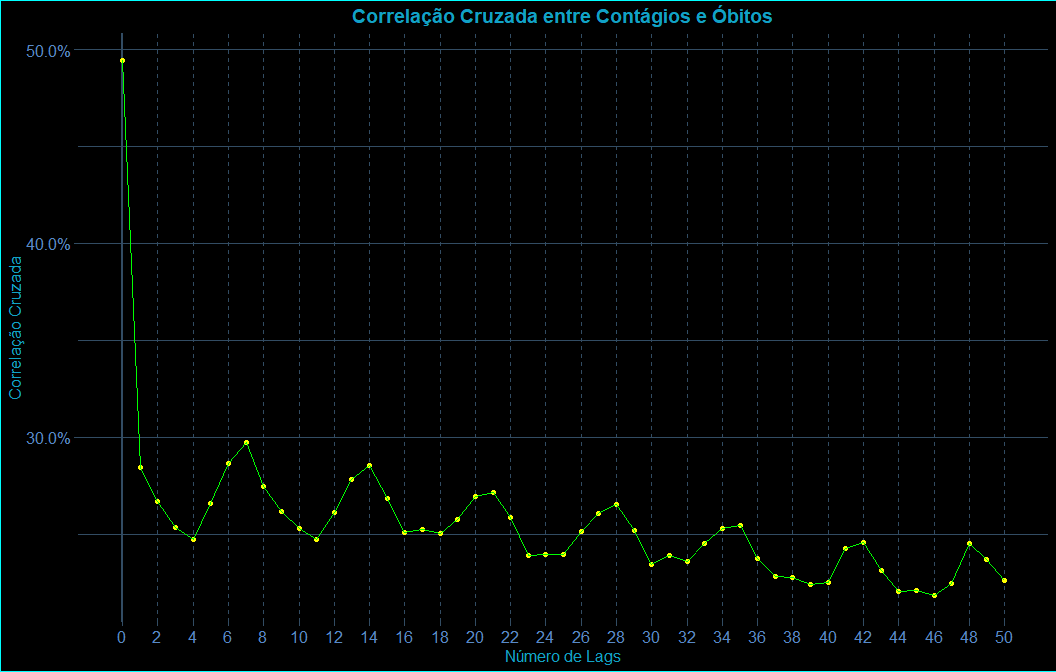 Correlação Cruzada entre Contágios e Óbitos
50.0%
40.0%
30.0%
Correlação Cruzada
0 2 4 6 8 10 12 14 16 18 20 22 24 26 28 30 32 34 36 38 40 42 44 46 48 50
Número de Lags